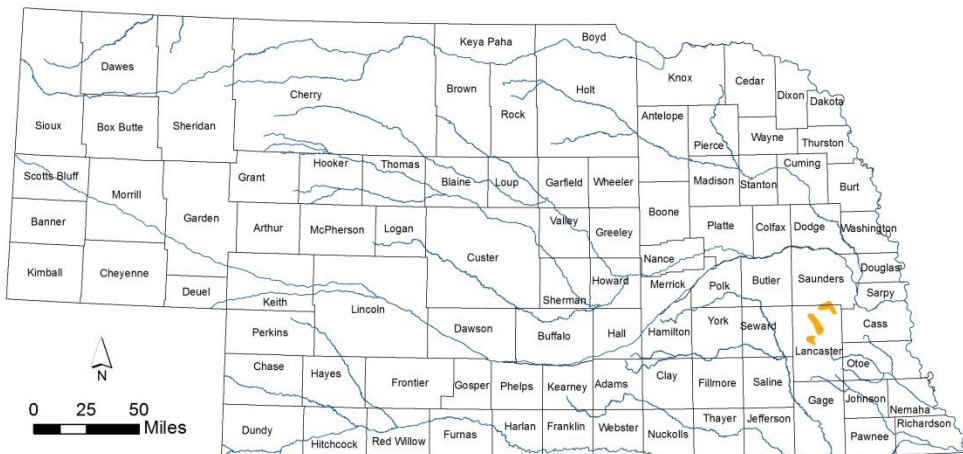 Keya Paha
Boyd
Dawes
Cherry
Brown
Rock
Holt
Knox
Cedar
Dixon
Dakota
Sioux
Box Butte
Sheridan
Antelope
Pierce
Wayne
Thurston
Scotts Bluff
Morrill
Grant
Hooker
Thomas
Blaine
Loup
Garfield
Wheeler
Madison
Stanton
Cuming
Burt
Banner
Garden
Arthur
McPherson
Logan
Custer
Valley
Greeley
Boone
Platte
Colfax
Dodge
Washington
Kimball
Cheyenne
Deuel
Keith
Lincoln
Sherman
Howard
Nance
Merrick
Polk
Butler
Saunders
Douglas
Sarpy
Perkins
Dawson
Buffalo
Hall
Hamilton
York
Seward
Lancaster
Cass
Otoe
Chase
Hayes
Frontier
Gosper
Phelps
Kearney
Adams
Clay
Fillmore
Saline
Gage
Johnson
Nemaha
Dundy
Hitchcock
Red Willow
Furnas
Harlan
Franklin
Webster
Nuckolls
Thayer
Jefferson
Pawnee
Richardson
N
0 25 50
Miles